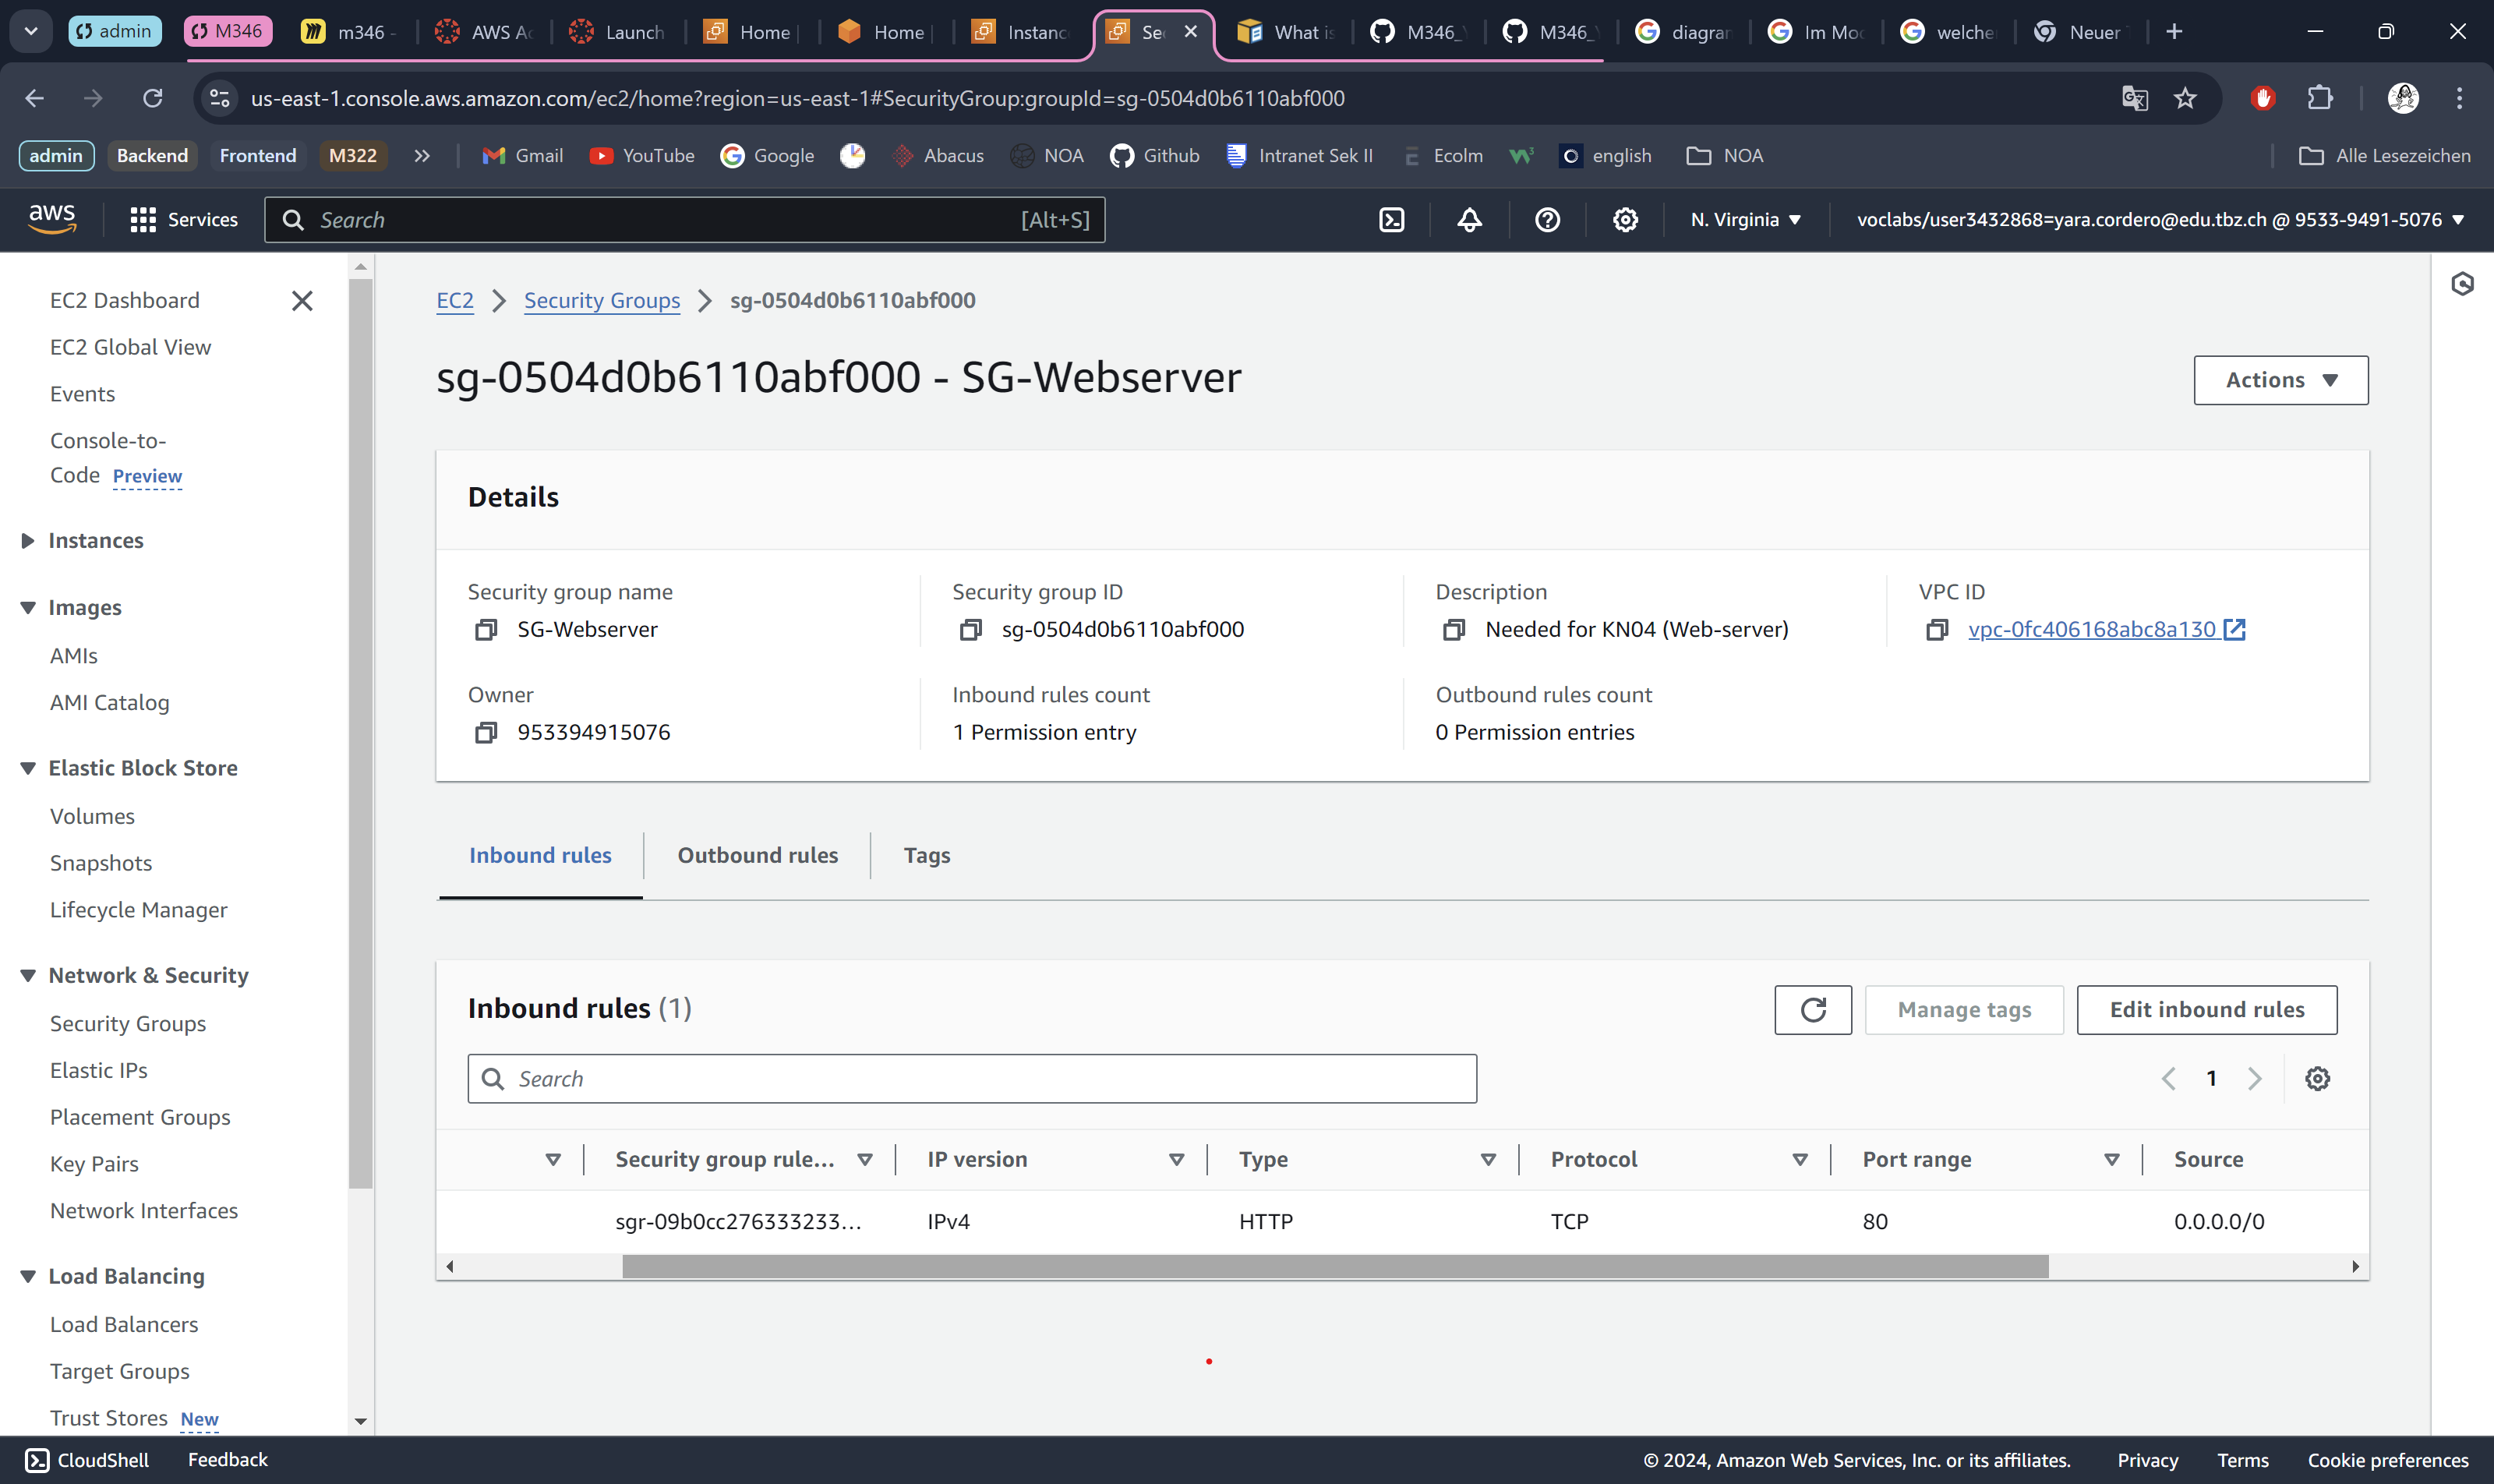 admin
M346
m346 -
AWS Ac
Launch
Home
Home
Instanc
Sec
What is
M346_
M346_
diagran
Im Moc
welche
Neuer
us-east-1.console.aws.amazon.com/ec2/home?region=us-east-1#SecurityGroup:groupId=sg-0504d0b6110abf000
admin Backend Frontend M322 Gmail YouTube Google Abacus NOA Github Intranet Sek II Ecolm english NOA Alle Lesezeichen
aws Services Search [Alt+S] N. Virginia voclabs/user3432868=yara.cordero@edu.tbz.ch @ 9533-9491-5076
EC2 Dashboard
EC2 Global View
Events
Console-to-
Code Preview
Instances
Images
AMIs
AMI Catalog
Elastic Block Store
Volumes
Snapshots
Lifecycle Manager
Network & Security
Security Groups
Elastic IPs
Placement Groups
Key Pairs
Network Interfaces
Load Balancing
Load Balancers
Target Groups
Trust Stores New
EC2 Security Groups sg-0504d0b6110abf000
sg-0504d0b6110abf000 - SG-Webserver
Actions
Details
Security group name
SG-Webserver
Security group ID
sg-0504d0b6110abf000
Description
Needed for KN04 (Web-server)
VPC ID
vpc-0fc406168abc8a130
Owner
953394915076
Inbound rules count
1 Permission entry
Outbound rules count
0 Permission entries
Inbound rules Outbound rules Tags
Inbound rules (1)
Manage tags
Edit inbound rules
Search
1
Security group rule... IP version Type Protocol Port range Source
sgr-09b0cc276333233... IPv4 HTTP TCP 80 0.0.0.0/0
CloudShell Feedback © 2024, Amazon Web Services, Inc. or its affiliates. Privacy Terms Cookie preferences